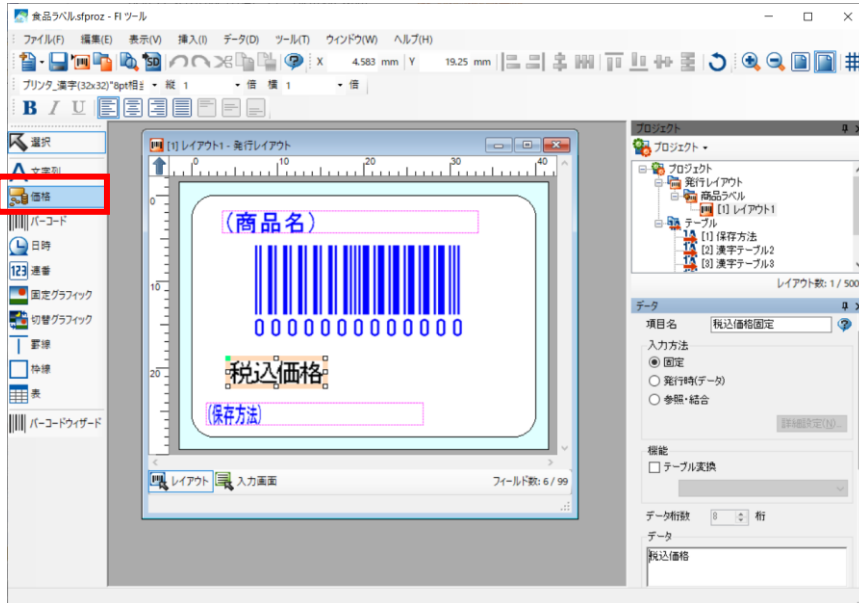 食品ラベル.sfproz - FI ツール
ファイル(F) 編集(E) 表示(V) 挿入(I) データ(D) ツール(T) ウィンドウ(W) ヘルプ(H)
X 4.583 mm Y 19.25 mm
プリンタ_漢字(32x32)*8pt相当 縦 1 倍 横 1 倍
B I U
選択
文字列
価格
バーコード
日時
123 連番
固定グラフィック
切替グラフィック
罫線
枠線
表
バーコードウィザード
[1] レイアウト1 - 発行レイアウト
0 10 20 30 40
0
10
20
(商品名)
0000000000000
税込価格
(保存方法)
レイアウト 入力画面 フィールド数: 6 / 99
プロジェクト
プロジェクト
プロジェクト
発行レイアウト
商品ラベル
[1] レイアウト1
テーブル
[1] 保存方法
[2] 漢字テーブル2
[3] 漢字テーブル3
レイアウト数: 1 / 500
データ
項目名 税込価格固定
入力方法
固定
発行時(データ)
参照・結合
詳細設定(N)...
機能
テーブル変換
データ桁数 8 桁
データ
税込価格